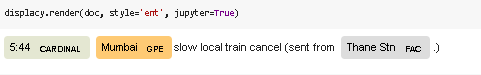 displacy.render(doc, style='ent', jupyter=True)
5:44 CARDINAL Mumbai GPE slow local train cancel (sent from Thane Stn FAC .)